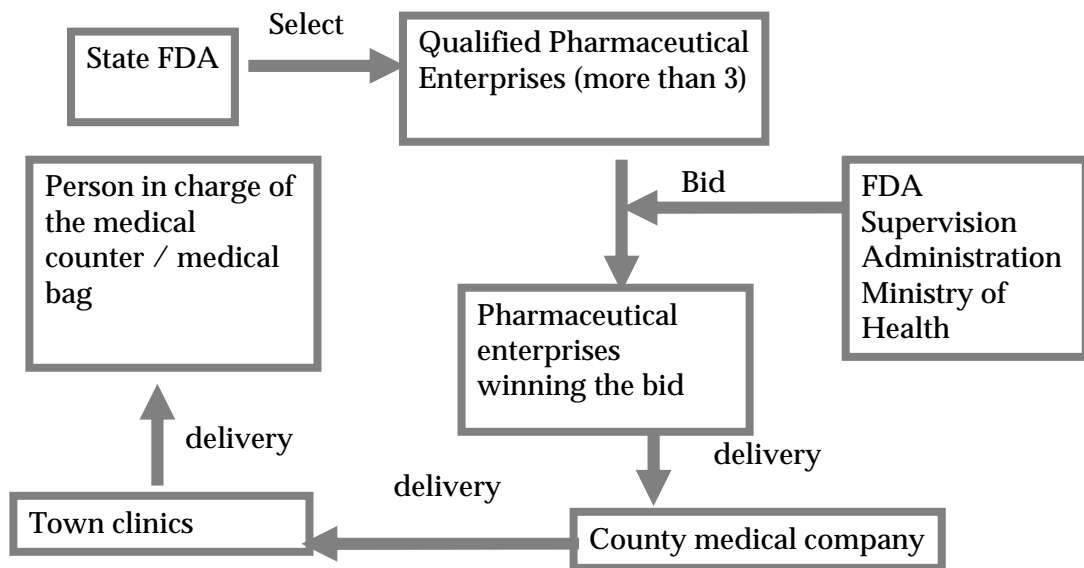 State FDA
Select
Qualified Pharmaceutical
Enterprises (more than 3)
Person in charge of
the medical
counter / medical
bag
Bid
FDA
Supervision
Administration
Ministry of
Health
Pharmaceutical
enterprises
winning the bid
delivery
delivery
delivery
Town clinics
County medical company